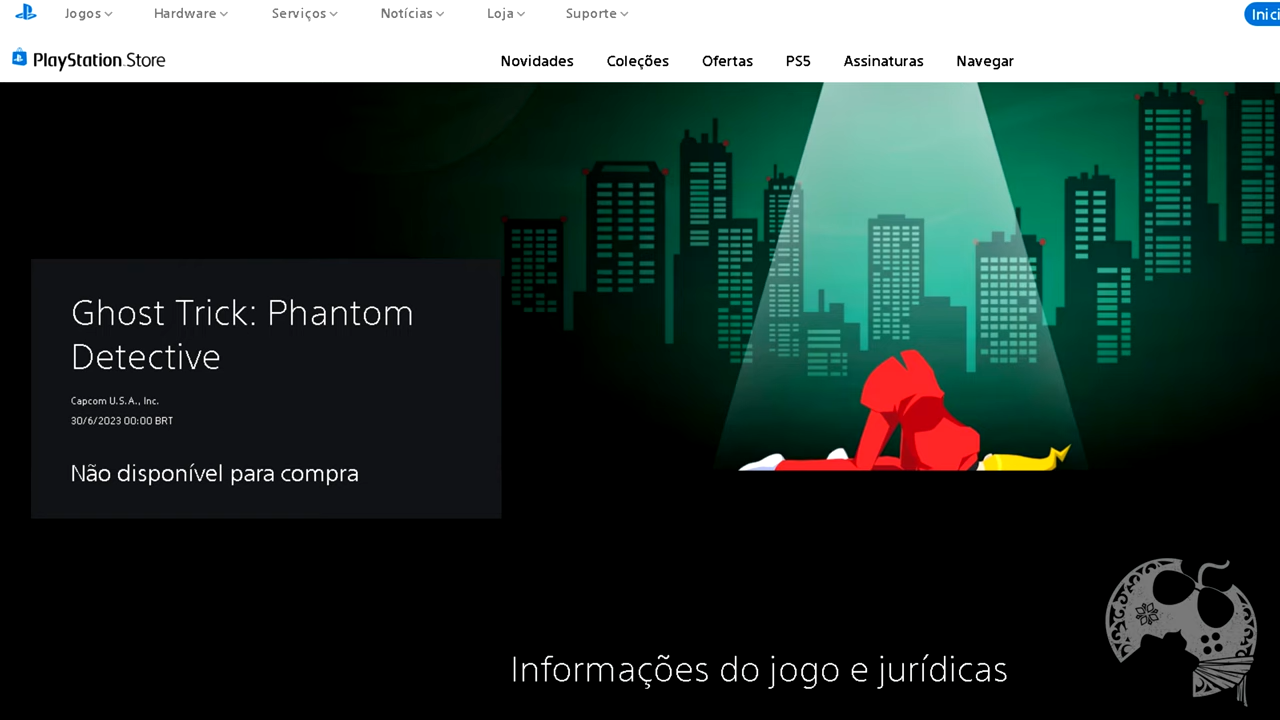 Jogos
Hardware
Serviços
Notícias
Loja
Suporte
Inici
PlayStation Store
Novidades
Coleções
Ofertas
PS5
Assinaturas
Navegar
Ghost Trick: Phantom
Detective
Capcom U.S.A., Inc.
30/6/2023 00:00 BRT
Não disponível para compra
Informações do jogo e jurídicas